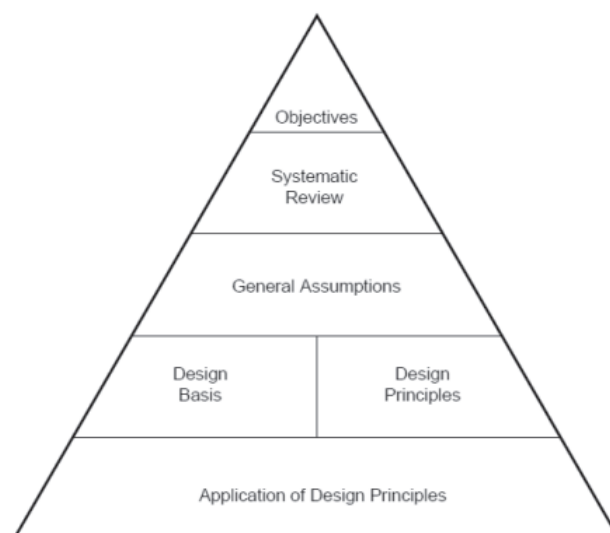 Objectives
Systematic
Review
General Assumptions
Design
Basis
Design
Principles
Application of Design Principles